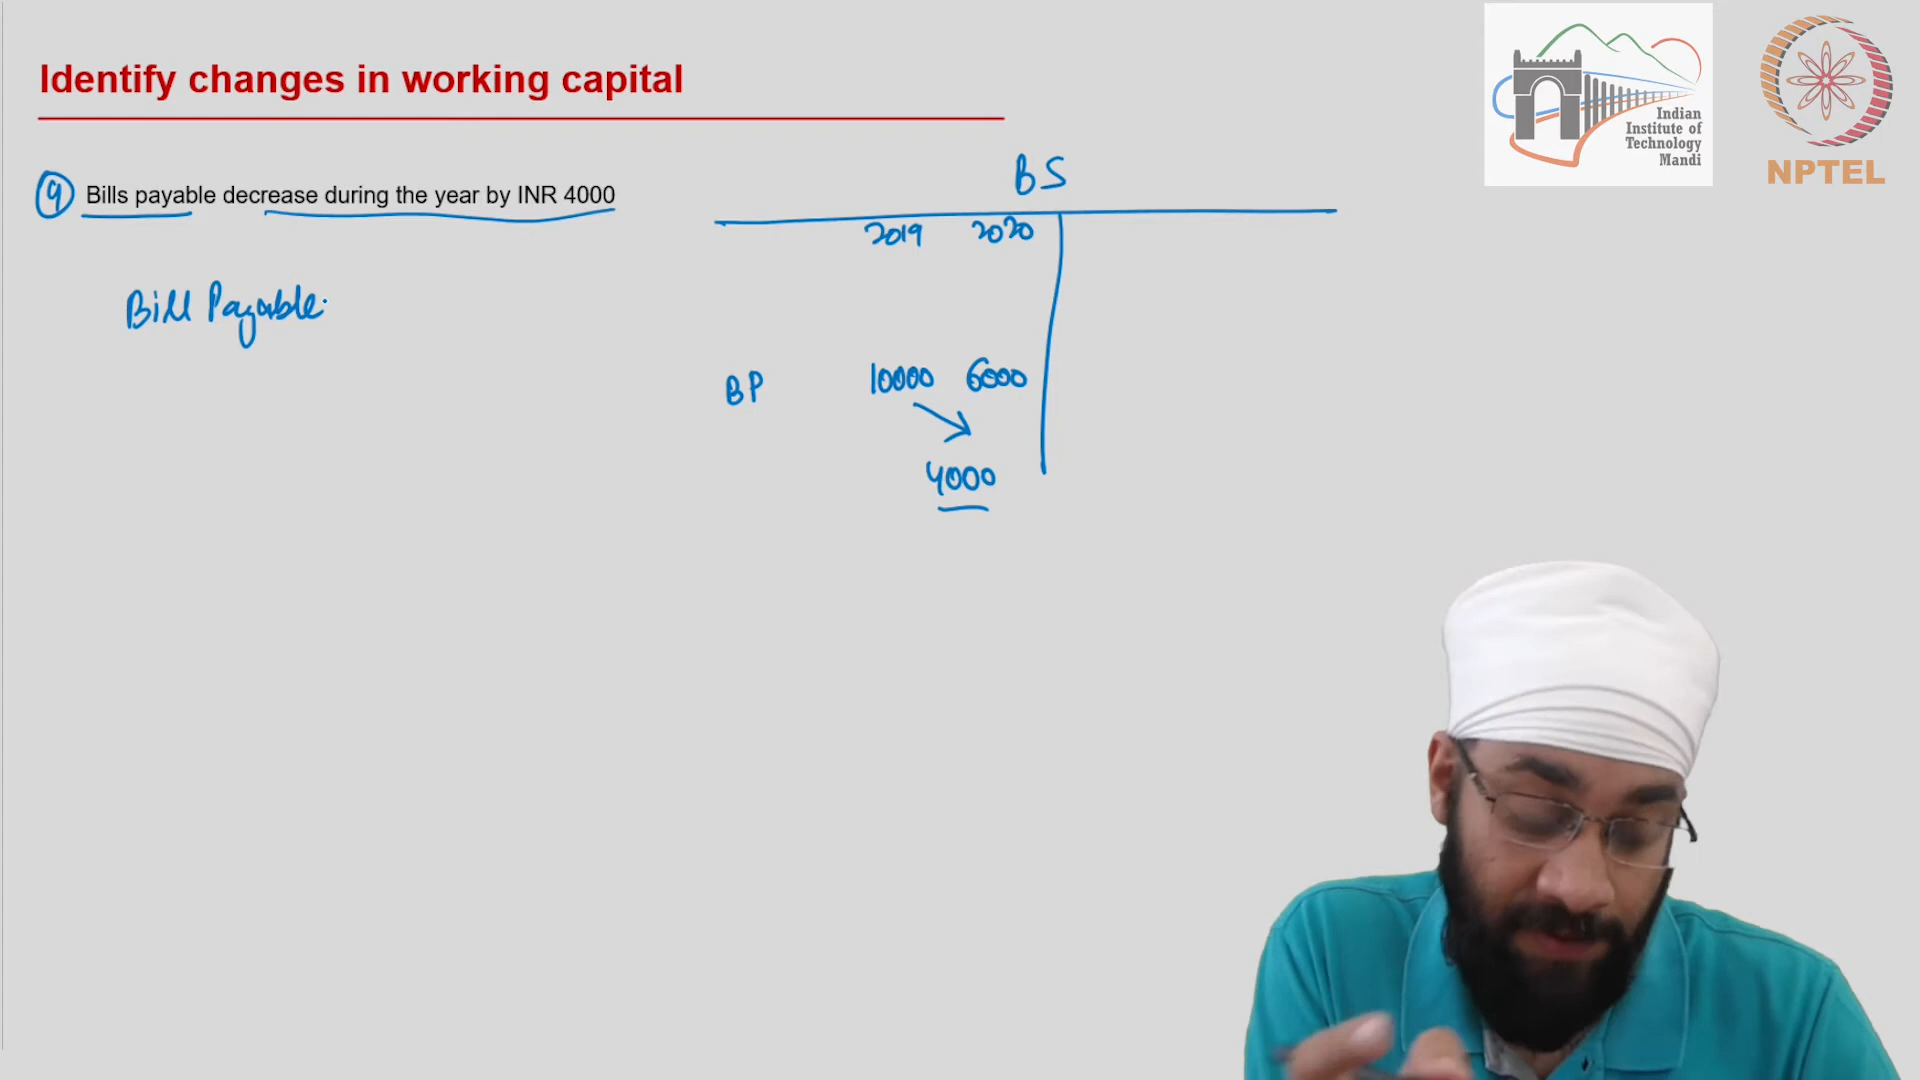 Identify changes in working capital
9 Bills payable decrease during the year by INR 4000
Bill Payable
BS
2019 2020
BP 10000 6000
4000
Indian
Institute of
Technology
Mandi
NPTEL